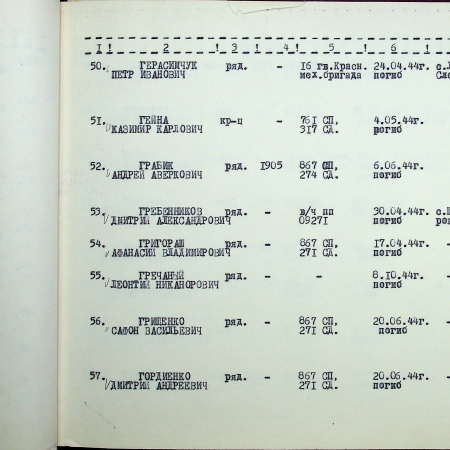 1 ! 2 ! 3 ! 4! 5 ! 6 !
50. ГЕРАСИМЧУК ряд. - 16 гв.Красн. 24.04.44г.
ПЕТР ИВАНОВИЧ мех.бригада погиб
51. ГЕЙНА кр-ц - 761 СП, 4.05.44г.
КАЗИМИР КАРЛОВИЧ 317 СД. погиб
52. ГРАБИК ряд. 1905 867 СП, 6.06.44г.
АНДРЕЙ АВЕРКОВИЧ 274 СД. погиб
53. ГРЕБЕННИКОВ ряд. - в/ч пп 30.04.44г.
ДМИТРИЙ АЛЕКСАНДРОВИЧ 09271 погиб
54. ГРИГОРАШ ряд. - 867 СП, 17.04.44г. -
АФАНАСИЙ ВЛАДИМИРОВИЧ 271 СД. погиб
55. ГРЕЧАНЫЙ ряд. - - 8.10.44г. -
ЛЕОНТИЙ НИКАНОРОВИЧ погиб
56. ГРИЩЕНКО ряд. - 867 СП, 20.06.44г. -
САФОН ВАСИЛЬЕВИЧ 271 СД. погиб
57. ГОРДИЕНКО ряд. - 867 СП, 20.06.44г. -
ДМИТРИЙ АНДРЕЕВИЧ 271 СД. погиб